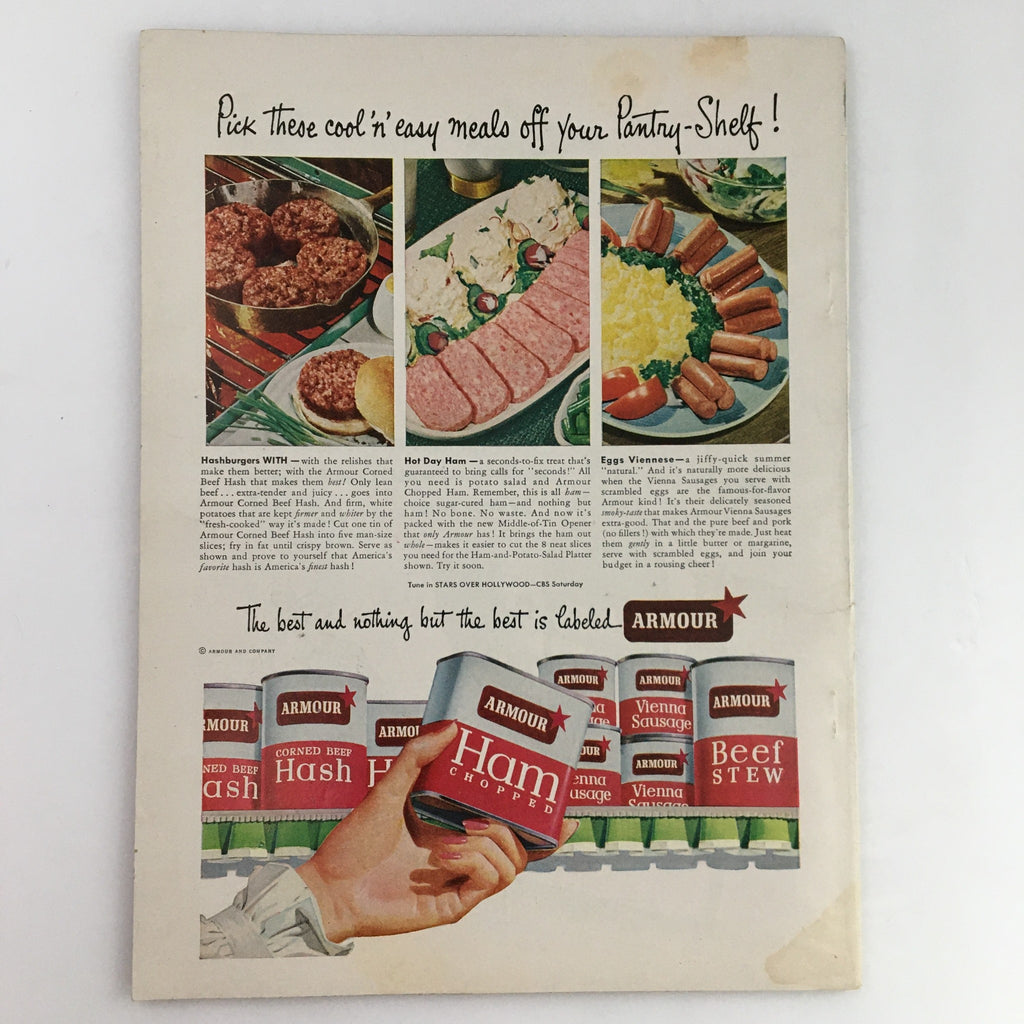 Pick these cool 'n' easy meals off your Pantry-Shelf!
Hashburgers WITH — with the relishes that
make them better; with the Armour Corned
Beef Hash that makes them best! Only lean
beef . . . extra-tender and juicy . . . goes into
Armour Corned Beef Hash. And firm, white
potatoes that are kept firmer and whiter by the
"fresh-cooked" way it's made! Cut one tin of
Armour Corned Beef Hash into five man-size
slices; fry in fat until crispy brown. Serve as
shown and prove to yourself that America's
favorite hash is America's finest hash!
Hot Day Ham — a seconds-to-fix treat that's
guaranteed to bring calls for "seconds!" All
you need is potato salad and Armour
Chopped Ham. Remember, this is all ham—
choice sugar-cured ham—and nothing but
ham! No bone. No waste. And now it's
packed with the new Middle-of-Tin Opener
that only Armour has! It brings the ham out
whole—makes it easier to cut the 8 neat slices
you need for the Ham-and-Potato-Salad Platter
shown. Try it soon.
Eggs Viennese—a jiffy-quick summer
"natural." And it's naturally more delicious
when the Vienna Sausages you serve with
scrambled eggs are the famous-for-flavor
Armour kind! It's their delicately seasoned
smoky-taste that makes Armour Vienna Sausages
extra-good. That and the pure beef and pork
(no fillers!) with which they're made. Just heat
them gently in a little butter or margarine,
serve with scrambled eggs, and join your
budget in a rousing cheer!
Tune in STARS OVER HOLLYWOOD—CBS Saturday
The best and nothing but the best is labeled ARMOUR
© ARMOUR AND COMPANY
RMOUR
NED BEEF
ash
ARMOUR
CORNED BEEF
Hash
ARMOU
H
ARMOUR
Ham
CHOPPED
ARMOUR
na
age
OUR
enna
usage
ARMOUR
Vienna
Sausage
ARMOUR
Vienna
Sausage
ARMOUR
Beef
STEW